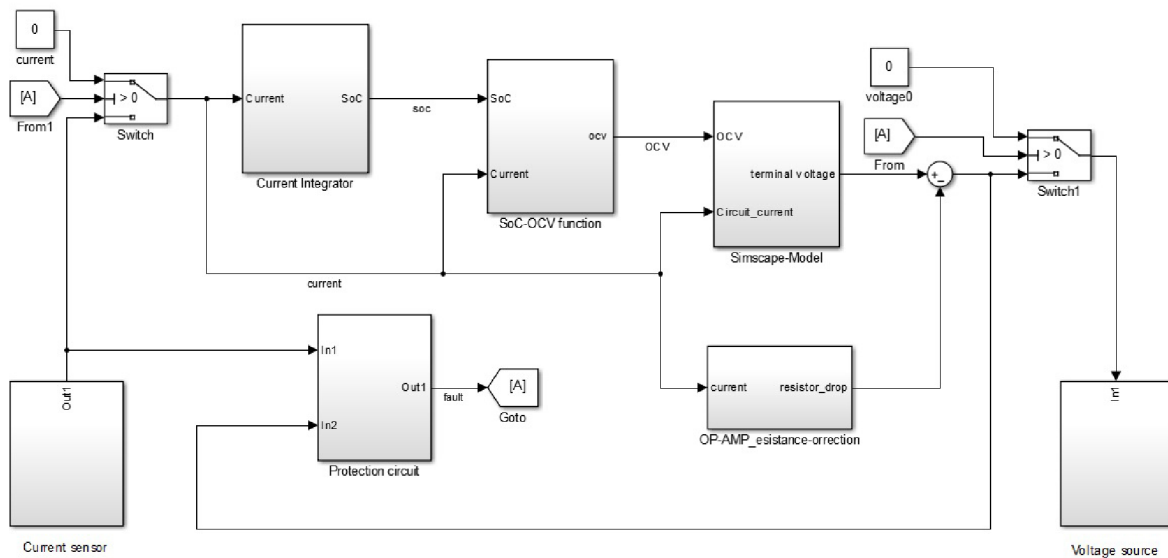 0
current
[A]
From1
> 0
Switch
Current
SoC
Current Integrator
soc
SoC
ocv
Current
SoC-OCV function
OCV
OCV
terminal voltage
Circuit_current
Simscape-Model
0
voltage0
[A]
From
+
-
> 0
Switch1
current
In1
Out1
In2
Protection circuit
fault
[A]
Goto
current
resistor_drop
OP-AMP_esistance-orrection
Out1
Current sensor
In1
Voltage source